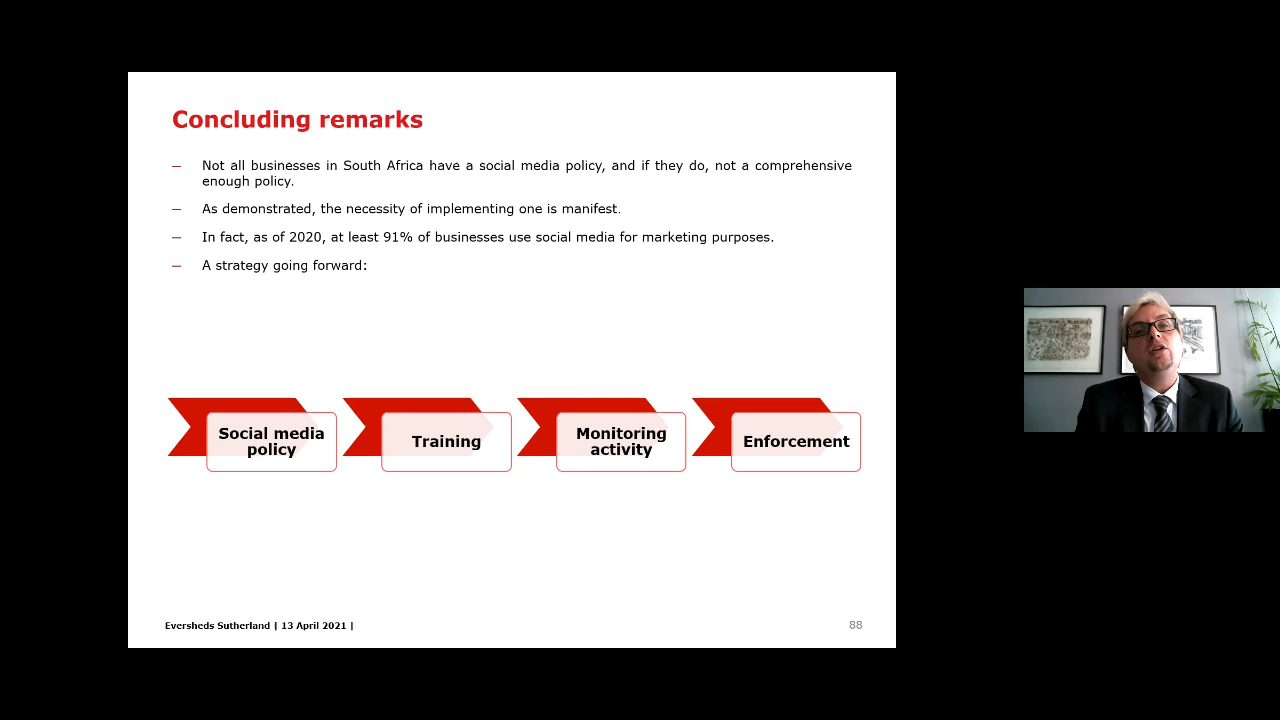 Concluding remarks
– Not all businesses in South Africa have a social media policy, and if they do, not a comprehensive
enough policy.
– As demonstrated, the necessity of implementing one is manifest.
– In fact, as of 2020, at least 91% of businesses use social media for marketing purposes.
– A strategy going forward:
Social media
policy
Training
Monitoring
activity
Enforcement
Eversheds Sutherland | 13 April 2021 |
88